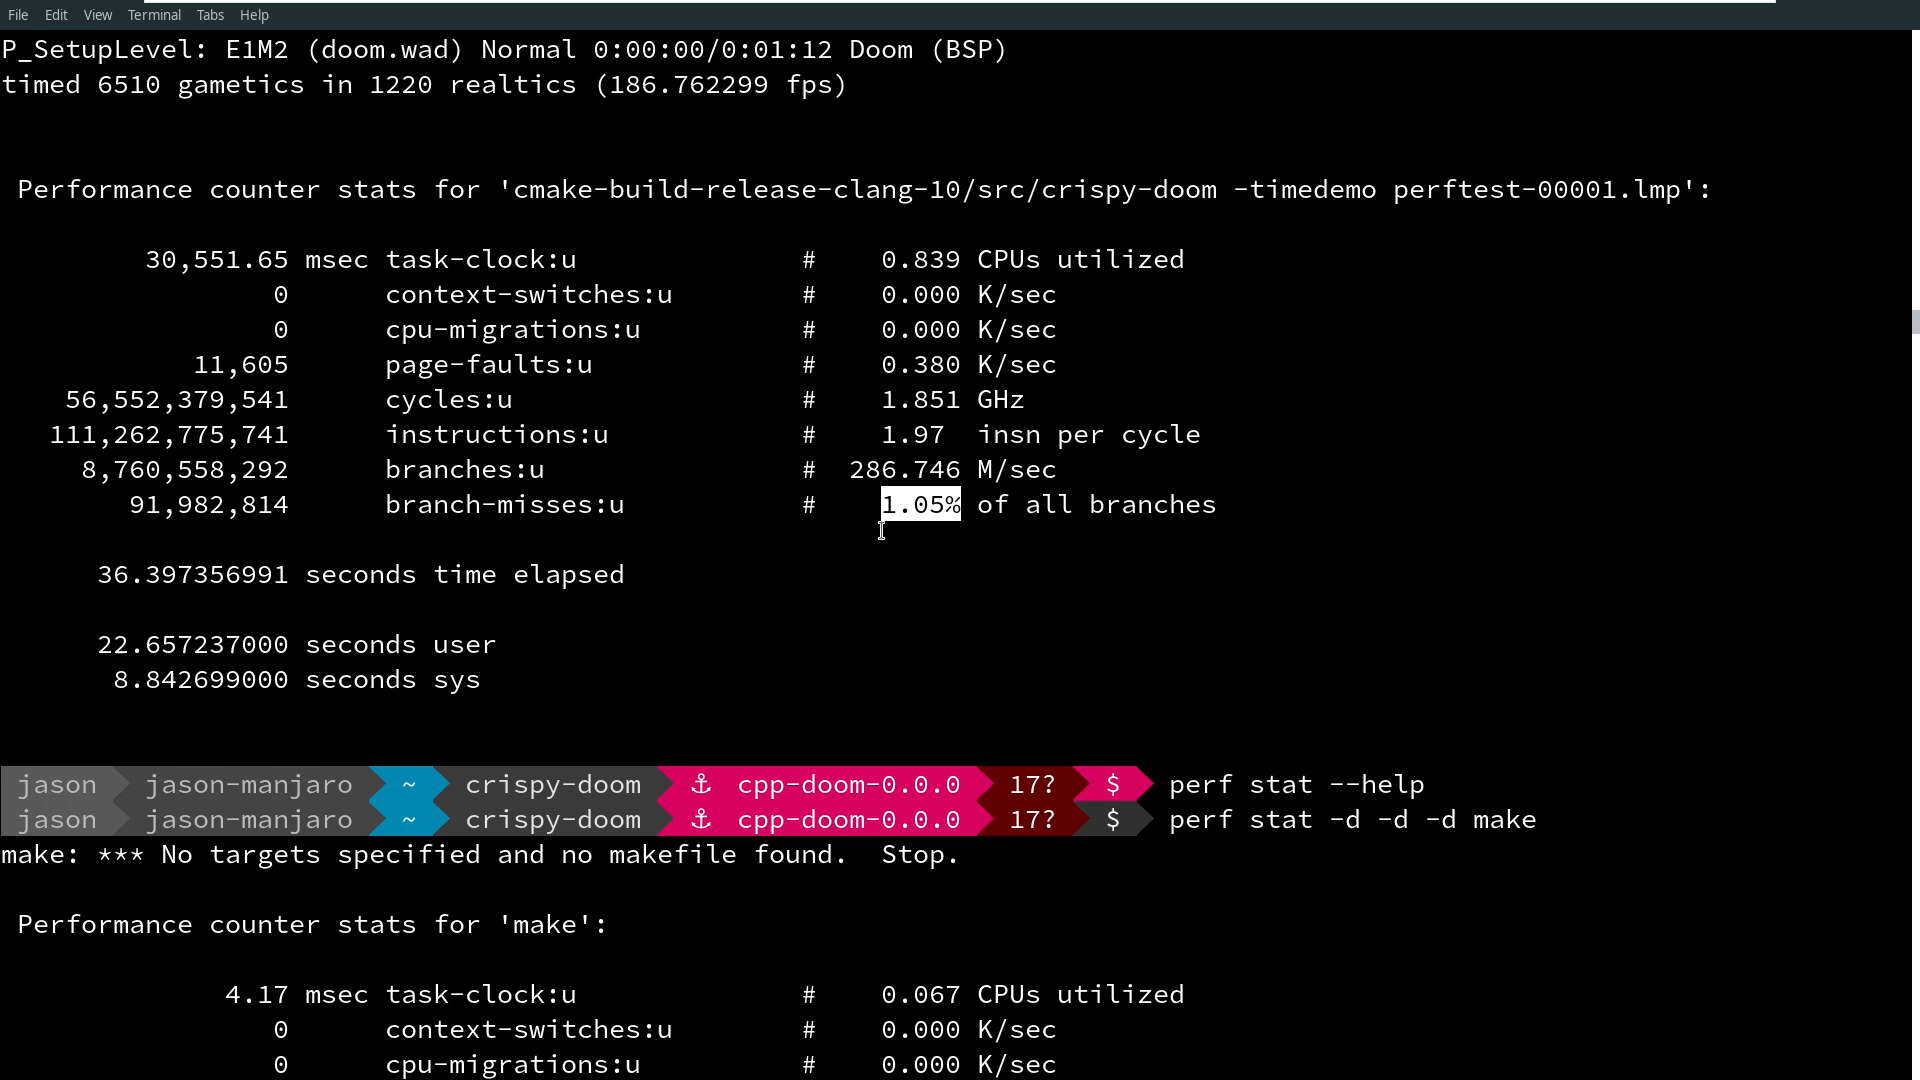 File Edit View Terminal Tabs Help
P_SetupLevel: E1M2 (doom.wad) Normal 0:00:00/0:01:12 Doom (BSP)
timed 6510 gametics in 1220 realtics (186.762299 fps)
Performance counter stats for 'cmake-build-release-clang-10/src/crispy-doom -timedemo perftest-00001.lmp':
30,551.65 msec task-clock:u # 0.839 CPUs utilized
0 context-switches:u # 0.000 K/sec
0 cpu-migrations:u # 0.000 K/sec
11,605 page-faults:u # 0.380 K/sec
56,552,379,541 cycles:u # 1.851 GHz
111,262,775,741 instructions:u # 1.97 insn per cycle
8,760,558,292 branches:u # 286.746 M/sec
91,982,814 branch-misses:u # 1.05% of all branches
36.397356991 seconds time elapsed
22.657237000 seconds user
8.842699000 seconds sys
jason jason-manjaro ~ crispy-doom ⚓ cpp-doom-0.0.0 17? $ perf stat --help
jason jason-manjaro ~ crispy-doom ⚓ cpp-doom-0.0.0 17? $ perf stat -d -d -d make
make: *** No targets specified and no makefile found. Stop.
Performance counter stats for 'make':
4.17 msec task-clock:u # 0.067 CPUs utilized
0 context-switches:u # 0.000 K/sec
0 cpu-migrations:u # 0.000 K/sec